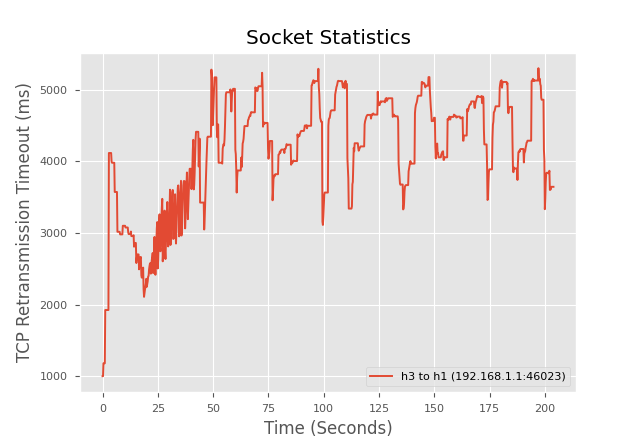 Socket Statistics
TCP Retransmission Timeout (ms)
5000
4000
3000
2000
1000
h3 to h1 (192.168.1.1:46023)
0 25 50 75 100 125 150 175 200
Time (Seconds)